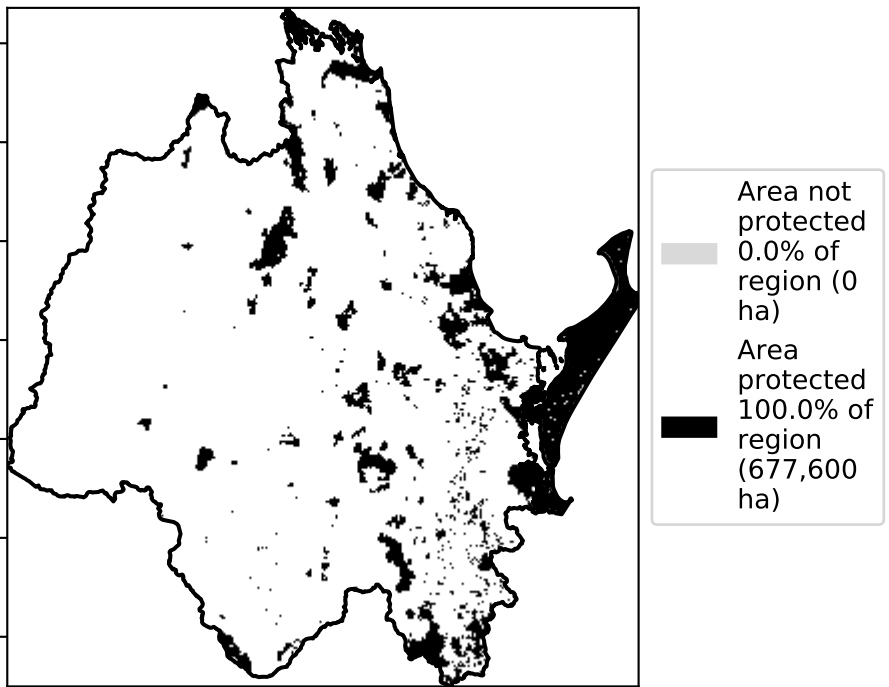 Area not
protected
0.0% of
region (0
ha)
Area
protected
100.0% of
region
(677,600
ha)